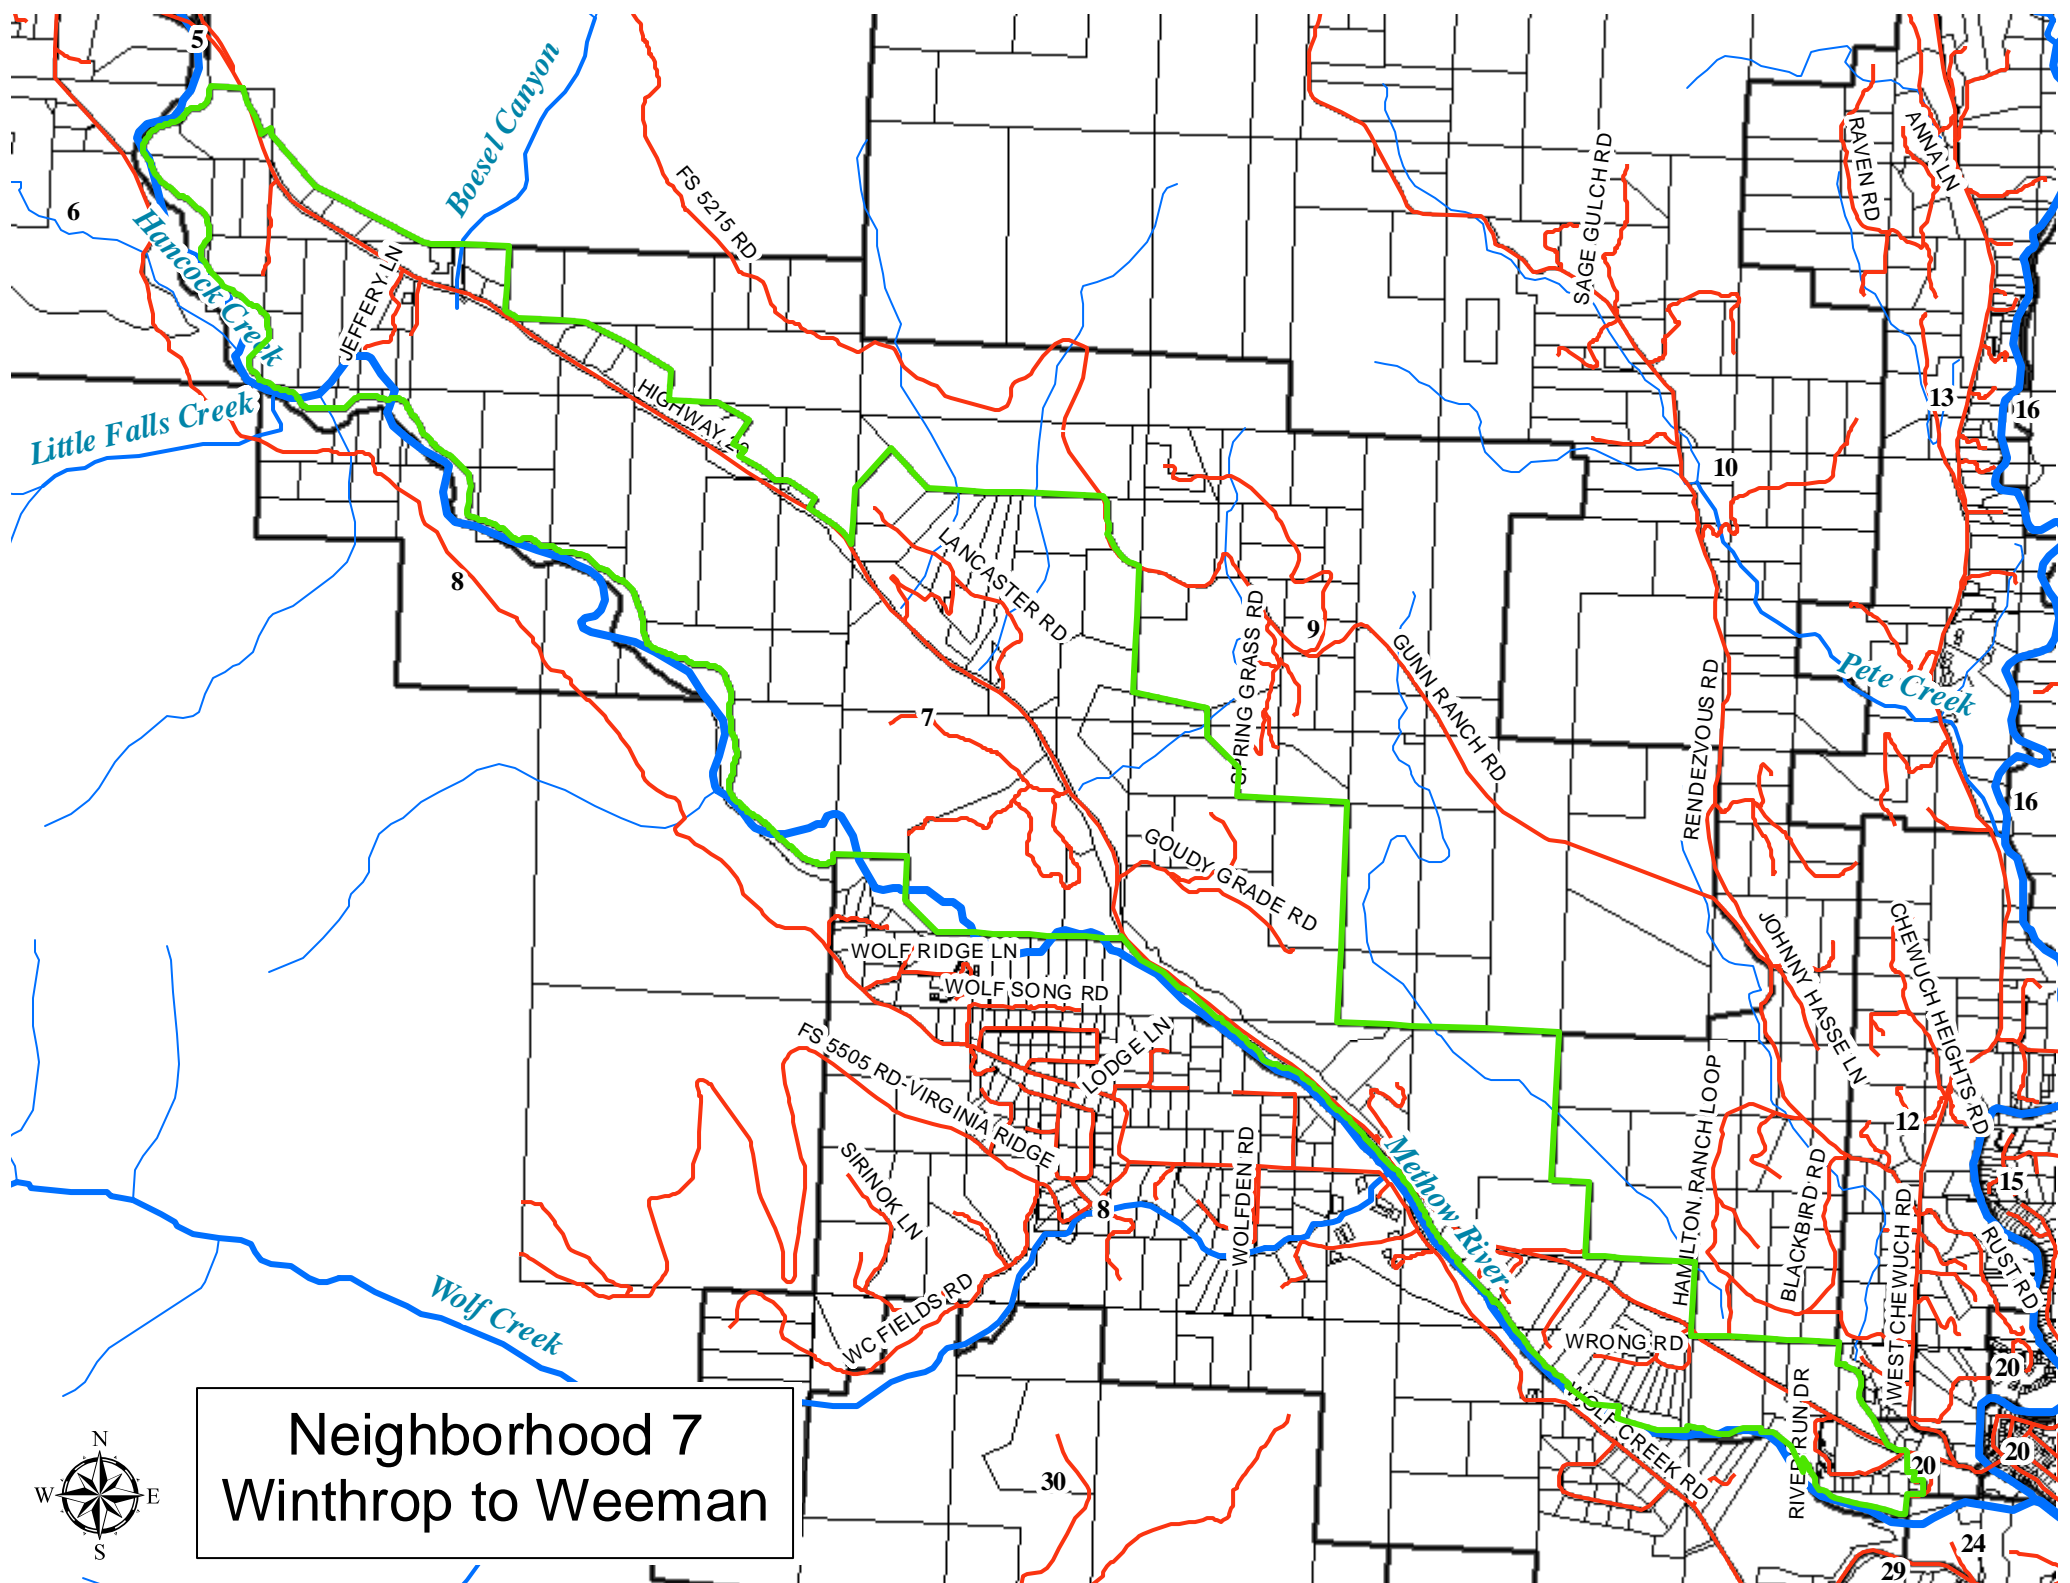 5
Boesel Canyon
FS 5215 RD
SAGE GULCH RD
RAVEN RD
ANNA LN
6
Hancock Creek
JEFFERY LN
HIGHWAY 20
Little Falls Creek
13
16
10
8
LANCASTER RD
SPRING GRASS RD
9
GUNN RANCH RD
RENDEZVOUS RD
Pete Creek
7
16
GOUDY GRADE RD
WOLF RIDGE LN
WOLF SONG RD
JOHNNY HASSE LN
CHEWUCH HEIGHTS RD
FS 5505 RD-VIRGINIA RIDGE
LODGE LN
HAMILTON RANCH LOOP
12
SIRINOK LN
WOLFDEN RD
Methow River
BLACKBIRD RD
WEST CHEWUCH RD
15
RUST RD
8
Wolf Creek
WC FIELDS RD
WRONG RD
20
RIVER RUN DR
WOLF CREEK RD
20
20
30
24
29
Neighborhood 7
Winthrop to Weeman
N
W E
S